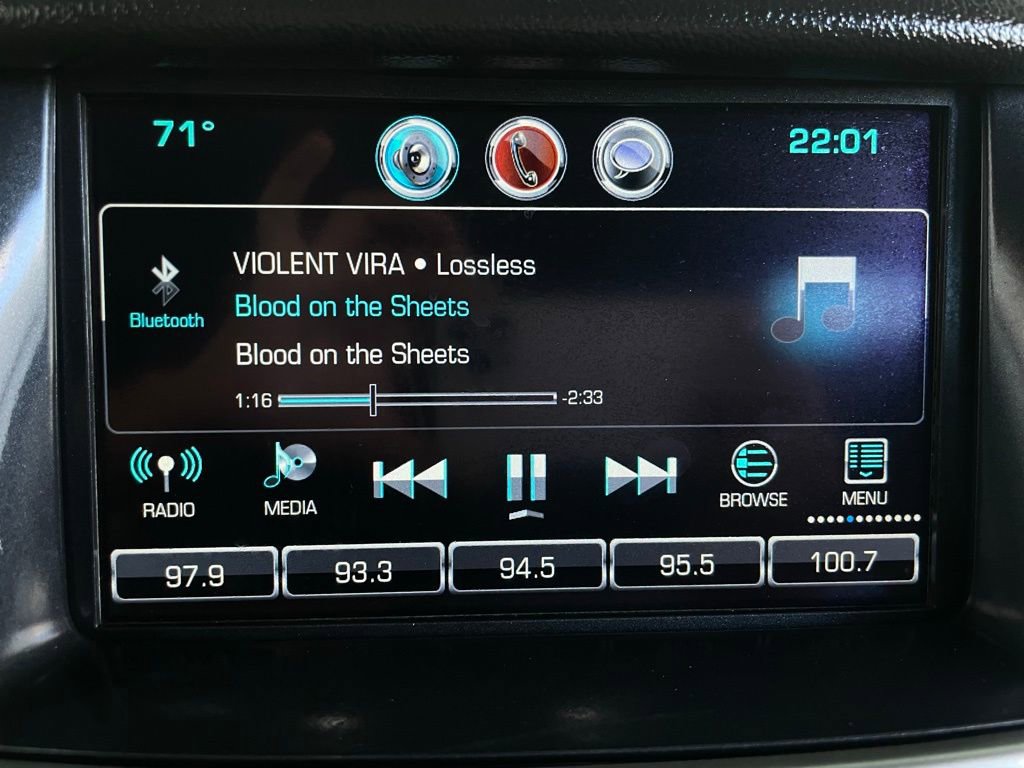 71° 22:01
VIOLENT VIRA • Lossless
Bluetooth Blood on the Sheets
Blood on the Sheets
1:16 -2:33
RADIO MEDIA BROWSE MENU
97.9 93.3 94.5 95.5 100.7